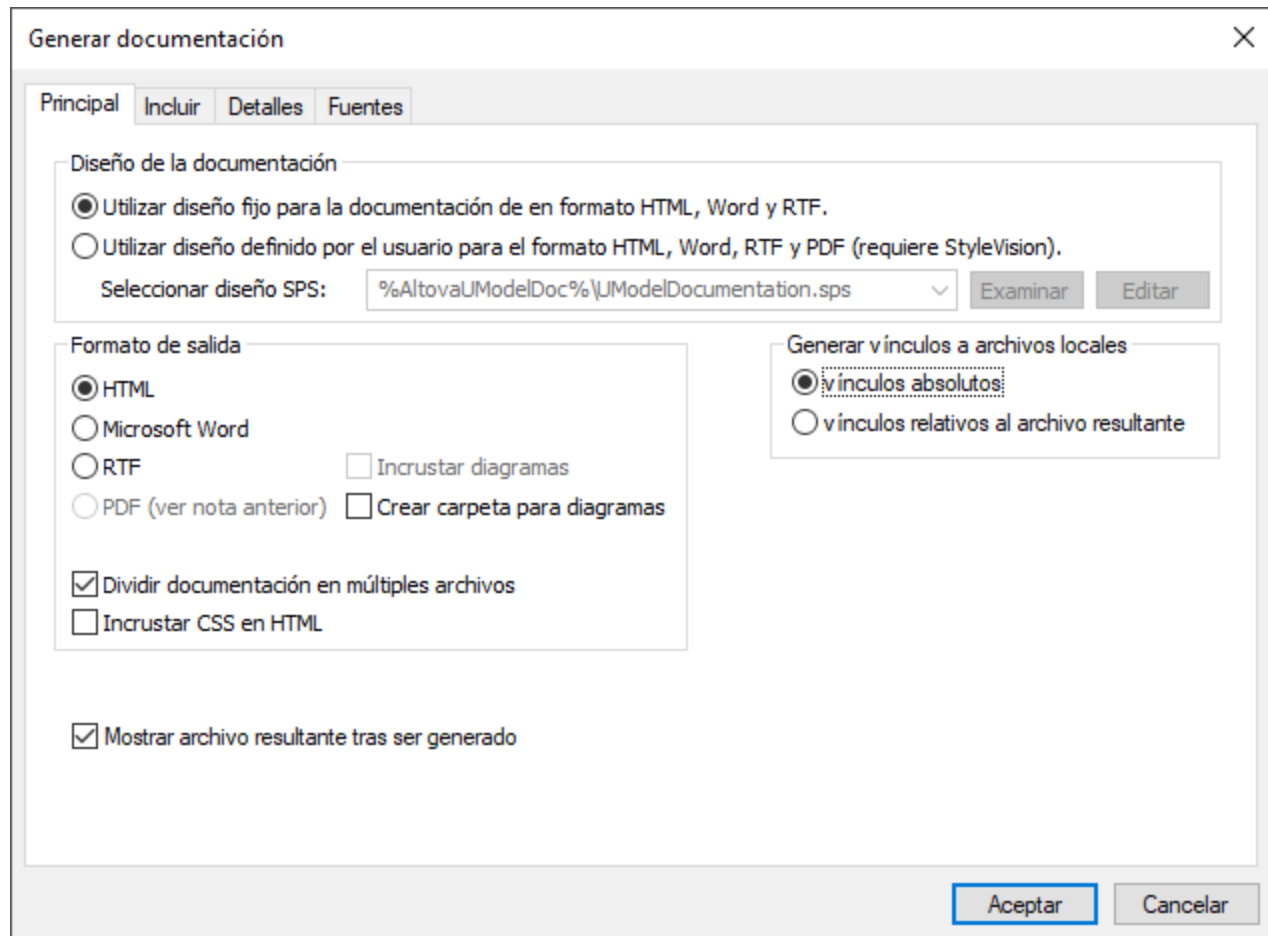 Generar documentación
Principal Incluir Detalles Fuentes
Diseño de la documentación
Utilizar diseño fijo para la documentación de en formato HTML, Word y RTF.
Utilizar diseño definido por el usuario para el formato HTML, Word, RTF y PDF (requiere StyleVision).
Seleccionar diseño SPS: %AltovaUModelDoc%\UModelDocumentation.sps Examinar Editar
Formato de salida
HTML
Microsoft Word
RTF Incrustar diagramas
PDF (ver nota anterior) Crear carpeta para diagramas
Dividir documentación en múltiples archivos
Incrustar CSS en HTML
Generar vínculos a archivos locales
vínculos absolutos
vínculos relativos al archivo resultante
Mostrar archivo resultante tras ser generado
Aceptar Cancelar